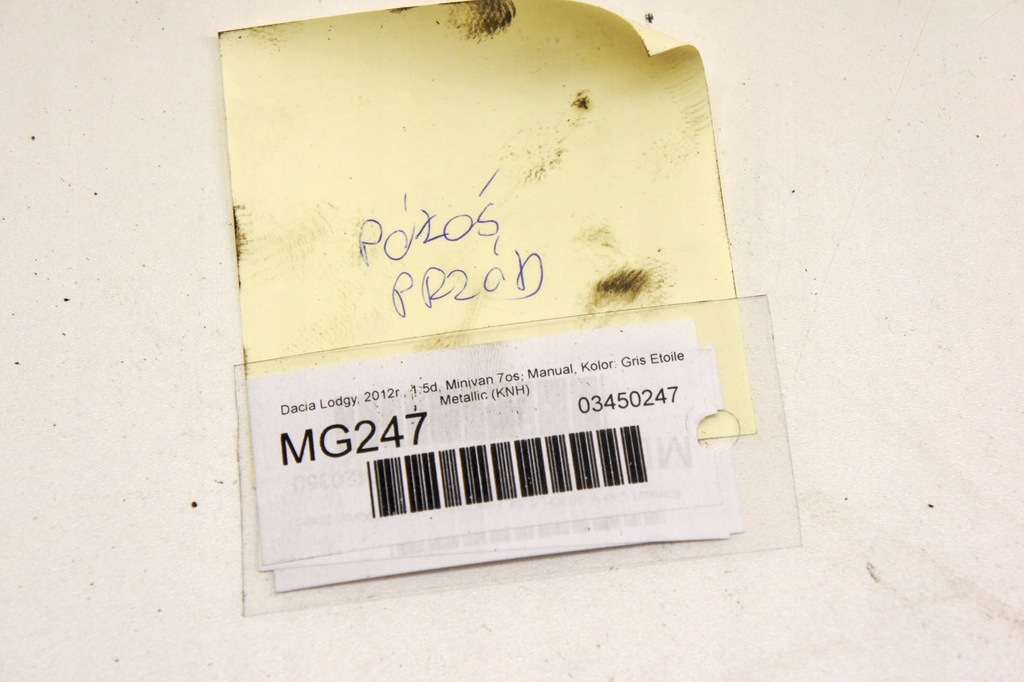 PÓŁOŚ
PRZÓD
Dacia Lodgy, 2012r , 1.5d, Minivan 7os, Manual, Kolor: Gris Etoile
Metallic (KNH)
MG247
03450247